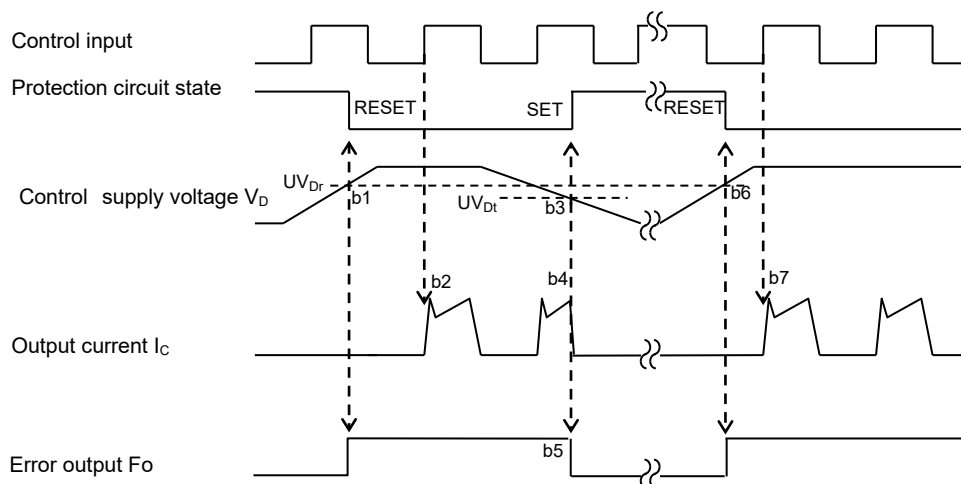 Control input
Protection circuit state
RESET
SET
RESET
UVDr
b1
b6
Control supply voltage VD
UVDt
b3
b2
b4
b7
Output current IC
b5
Error output Fo